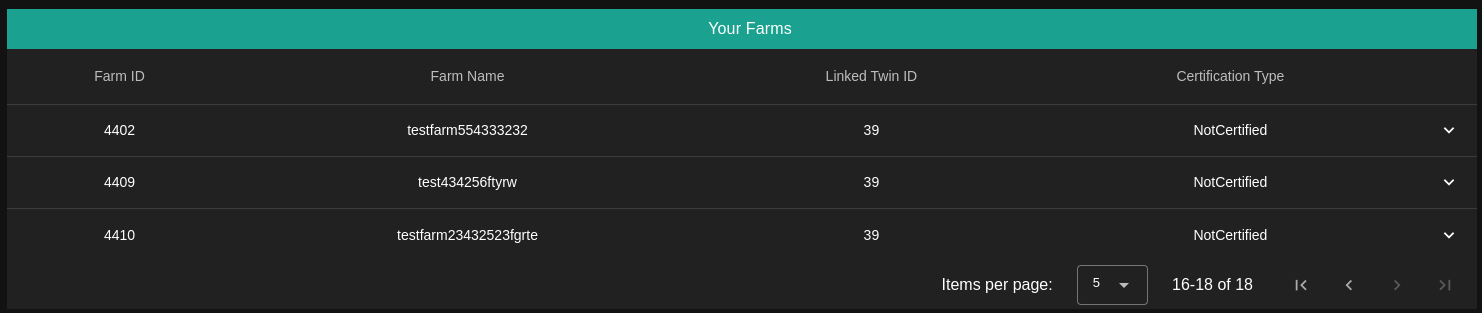 Your Farms
Farm ID Farm Name Linked Twin ID Certification Type
4402 testfarm554333232 39 NotCertified
4409 test434256ftyrw 39 NotCertified
4410 testfarm23432523fgrte 39 NotCertified
Items per page: 5 16-18 of 18